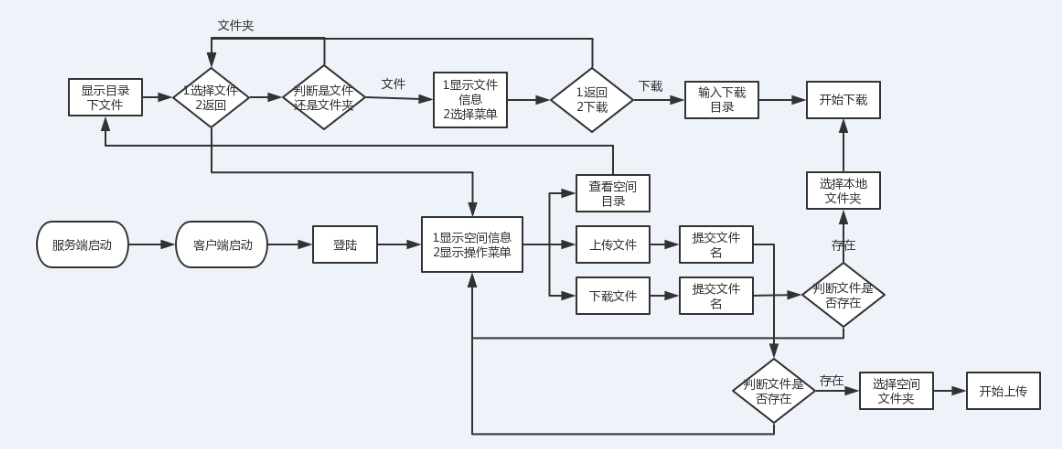 文件夹
显示目录
下文件
1选择文件
2返回
判断是文件
还是文件夹
文件
1显示文件
信息
2选择菜单
1返回
2下载
下载
输入下载
目录
开始下载
选择本地
文件夹
存在
查看空间
目录
服务端启动
客户端启动
登陆
1显示空间信息
2显示操作菜单
上传文件
提交文件
名
下载文件
提交文件
名
判断文件是
否存在
判断文件是
否存在
存在
选择空间
文件夹
开始上传